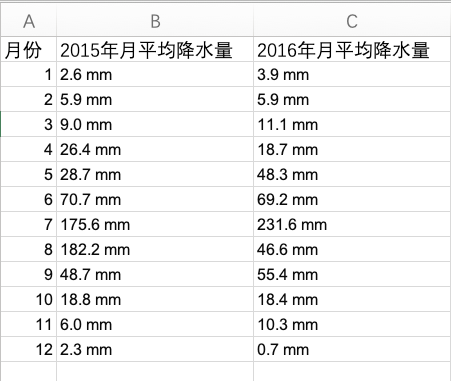 A B C
月份 2015年月平均降水量 2016年月平均降水量
1 2.6 mm 3.9 mm
2 5.9 mm 5.9 mm
3 9.0 mm 11.1 mm
4 26.4 mm 18.7 mm
5 28.7 mm 48.3 mm
6 70.7 mm 69.2 mm
7 175.6 mm 231.6 mm
8 182.2 mm 46.6 mm
9 48.7 mm 55.4 mm
10 18.8 mm 18.4 mm
11 6.0 mm 10.3 mm
12 2.3 mm 0.7 mm